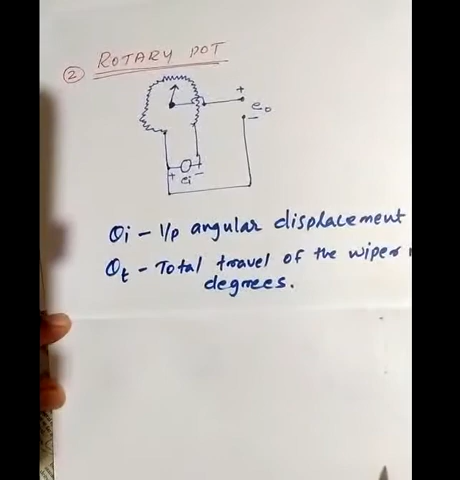 ② ROTARY POT
+
e₀
−
+ −
ei
θi – i/p angular displacement
θt – Total travel of the wiper
degrees.